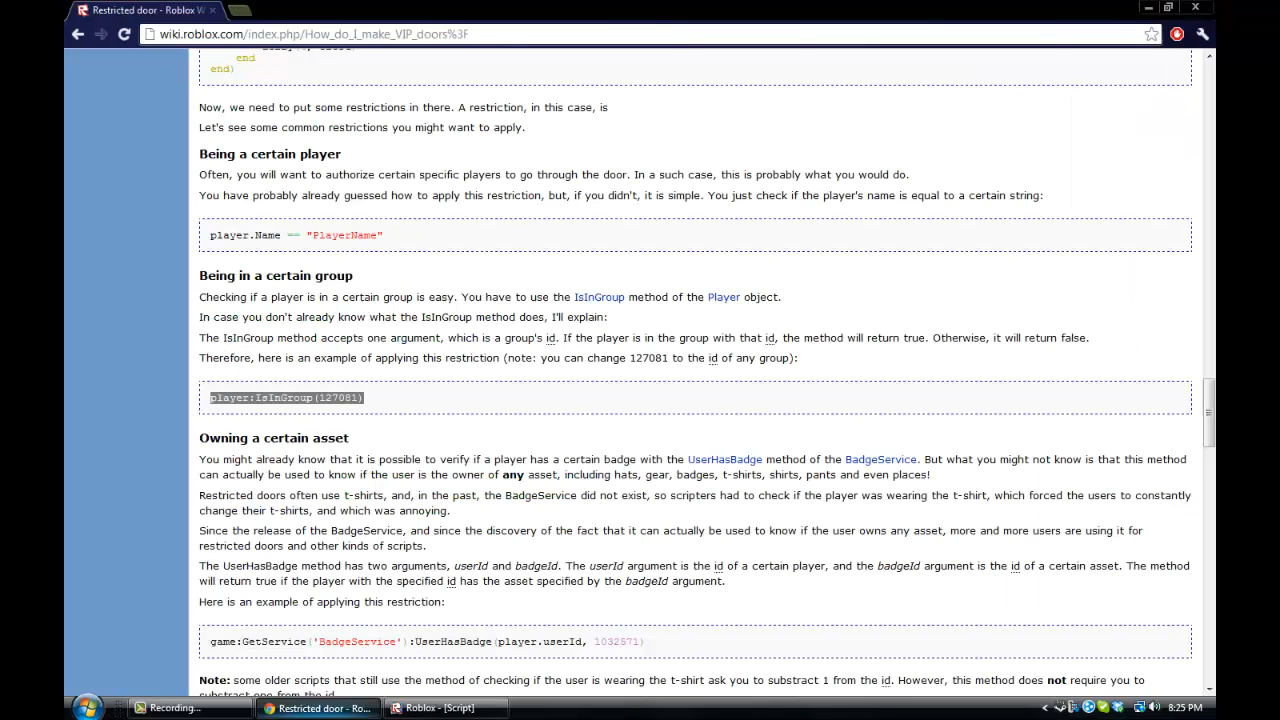 Restricted door - Roblox W
wiki.roblox.com/index.php/How_do_I_make_VIP_doors%3F
end
end)
Now, we need to put some restrictions in there. A restriction, in this case, is
Let's see some common restrictions you might want to apply.
Being a certain player
Often, you will want to authorize certain specific players to go through the door. In a such case, this is probably what you would do.
You have probably already guessed how to apply this restriction, but, if you didn't, it is simple. You just check if the player's name is equal to a certain string:
player.Name == "PlayerName"
Being in a certain group
Checking if a player is in a certain group is easy. You have to use the IsInGroup method of the Player object.
In case you don't already know what the IsInGroup method does, I'll explain:
The IsInGroup method accepts one argument, which is a group's id. If the player is in the group with that id, the method will return true. Otherwise, it will return false.
Therefore, here is an example of applying this restriction (note: you can change 127081 to the id of any group):
player:IsInGroup(127081)
Owning a certain asset
You might already know that it is possible to verify if a player has a certain badge with the UserHasBadge method of the BadgeService. But what you might not know is that this method
can actually be used to know if the user is the owner of any asset, including hats, gear, badges, t-shirts, shirts, pants and even places!
Restricted doors often use t-shirts, and, in the past, the BadgeService did not exist, so scripters had to check if the player was wearing the t-shirt, which forced the users to constantly
change their t-shirts, and which was annoying.
Since the release of the BadgeService, and since the discovery of the fact that it can actually be used to know if the user owns any asset, more and more users are using it for
restricted doors and other kinds of scripts.
The UserHasBadge method has two arguments, userId and badgeId. The userId argument is the id of a certain player, and the badgeId argument is the id of a certain asset. The method
will return true if the player with the specified id has the asset specified by the badgeId argument.
Here is an example of applying this restriction:
game:GetService('BadgeService'):UserHasBadge(player.userId, 1032571)
Note: some older scripts that still use the method of checking if the user is wearing the t-shirt ask you to substract 1 from the id. However, this method does not require you to
substract one from the id.
Recording...
Restricted door - Ro...
Roblox - [Script]
8:25 PM